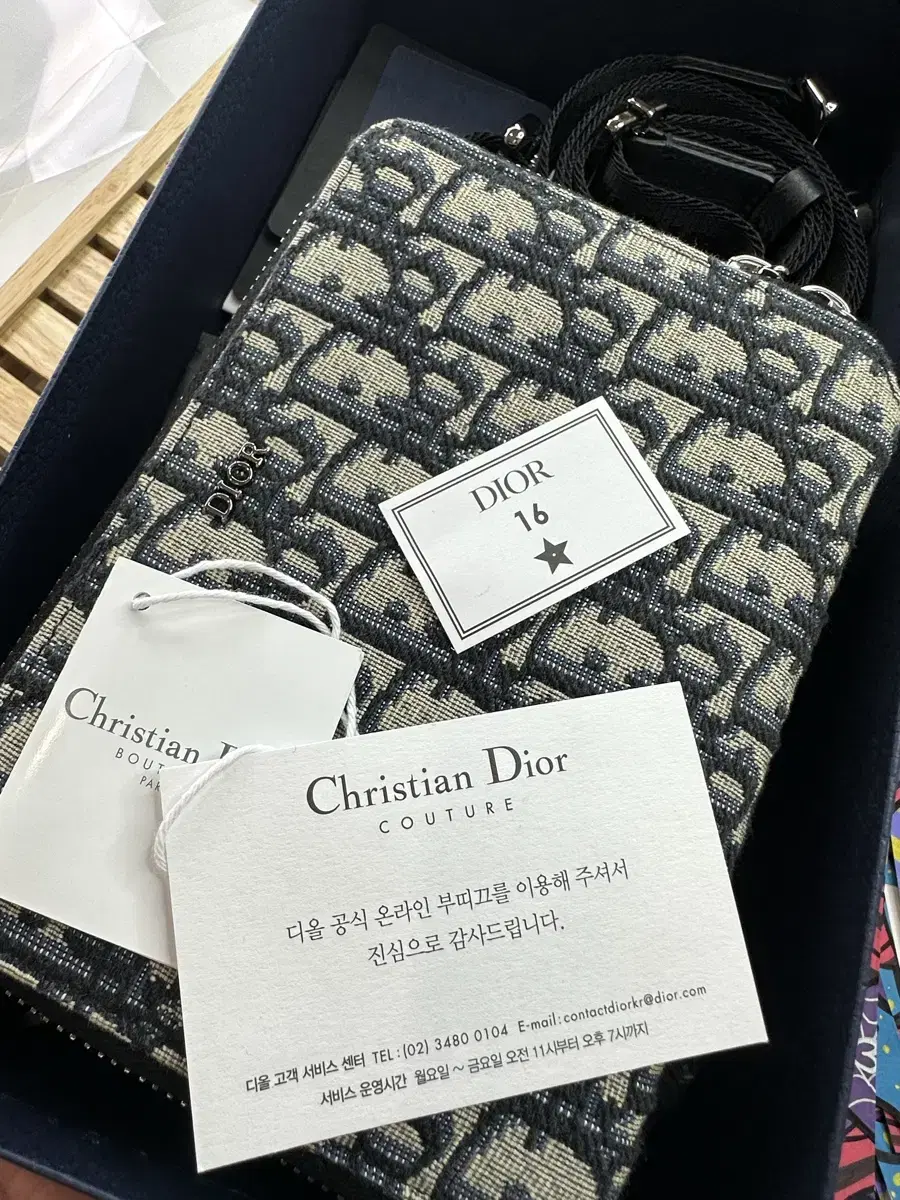 DIOR
DIOR
16
Christian
BOUT
PAR
Christian Dior
COUTURE
디올 공식 온라인 부띠끄를 이용해 주셔서
진심으로 감사드립니다.
디올 고객 서비스 센터 TEL : (02) 3480 0104 E-mail : contactdiorkr@dior.com
서비스 운영시간 월요일 ~ 금요일 오전 11시부터 오후 7시까지